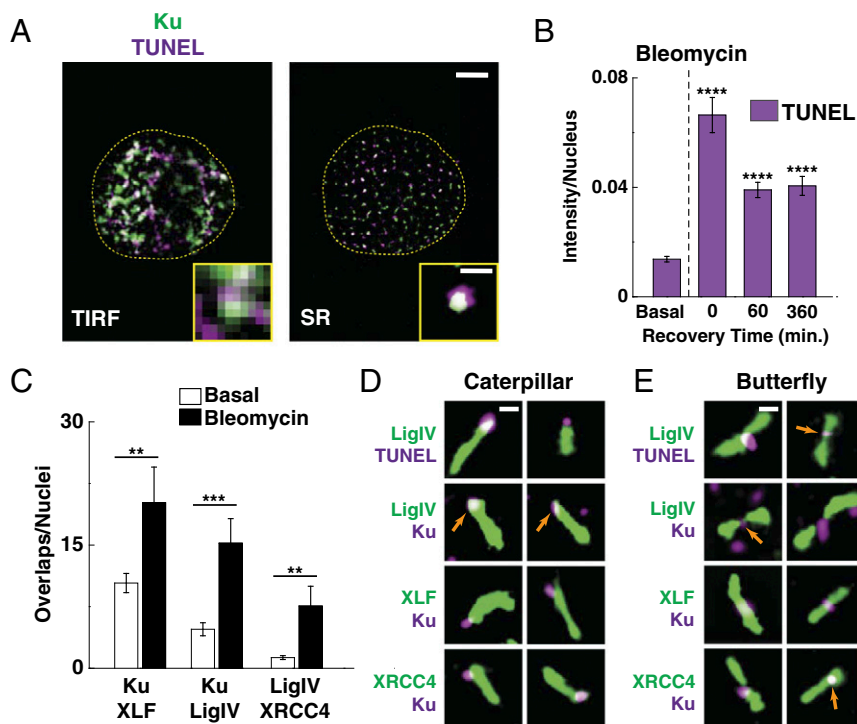 A
Ku
TUNEL
TIRF
SR
B
Bleomycin
0.08
0.04
0
Intensity/Nucleus
****
****
****
TUNEL
Basal
0
60
360
Recovery Time (min.)
C
Basal
Bleomycin
30
15
0
Overlaps/Nuclei
**
***
**
Ku
XLF
Ku
LigIV
LigIV
XRCC4
D
Caterpillar
LigIV
TUNEL
LigIV
Ku
XLF
Ku
XRCC4
Ku
E
Butterfly
LigIV
TUNEL
LigIV
Ku
XLF
Ku
XRCC4
Ku